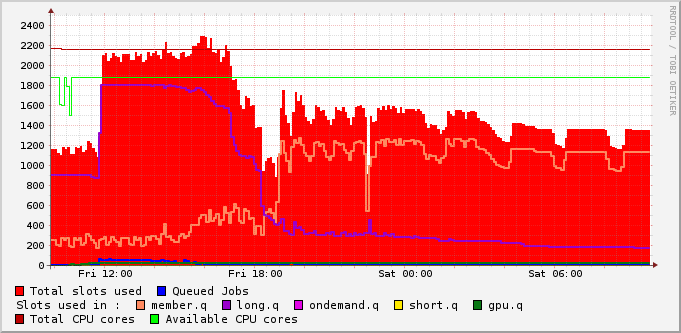 RRDTOOL / TOBI OETIKER
2400
2200
2000
1800
1600
1400
1200
1000
800
600
400
200
0
Fri 12:00 Fri 18:00 Sat 00:00 Sat 06:00
Total slots used Queued Jobs
Slots used in : member.q long.q ondemand.q short.q gpu.q
Total CPU cores Available CPU cores